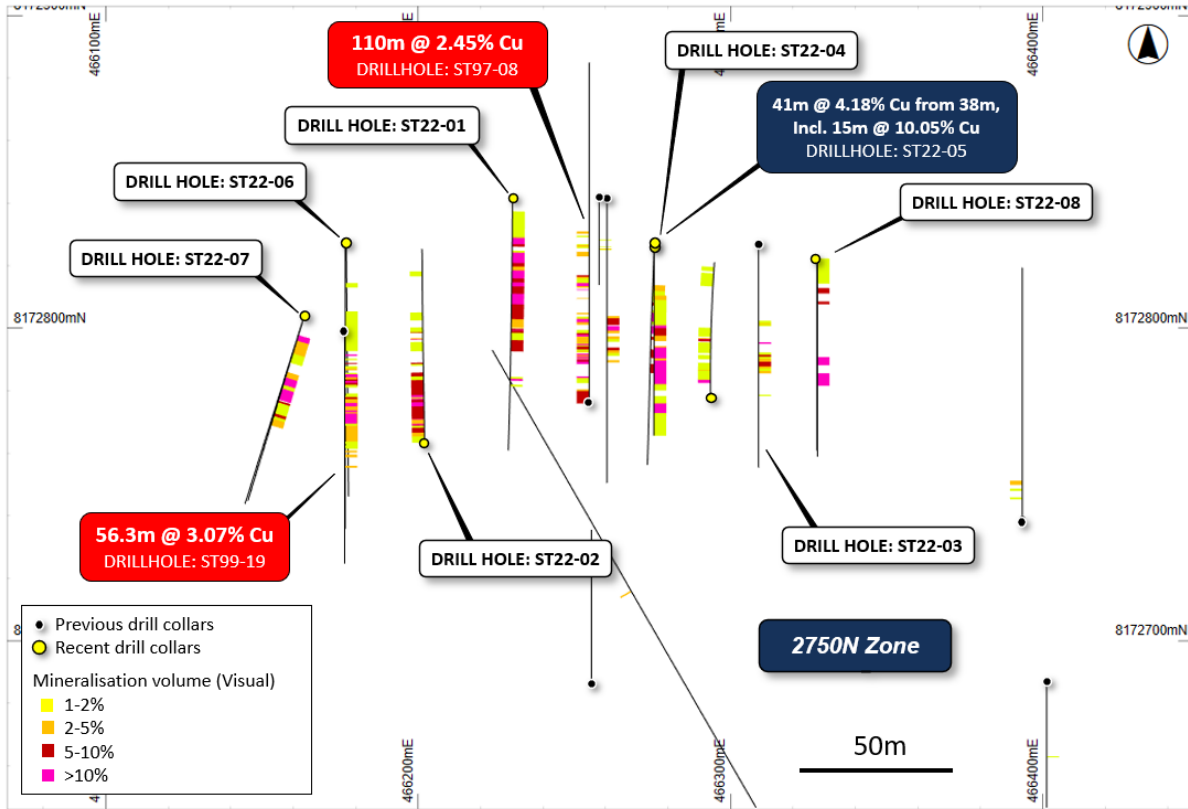 466100mE
466400mE
8172900mN
8172900mN
110m @ 2.45% Cu
DRILLHOLE: ST97-08
DRILL HOLE: ST22-04
41m @ 4.18% Cu from 38m,
Incl. 15m @ 10.05% Cu
DRILLHOLE: ST22-05
DRILL HOLE: ST22-01
DRILL HOLE: ST22-06
DRILL HOLE: ST22-08
DRILL HOLE: ST22-07
8172800mN
8172800mN
56.3m @ 3.07% Cu
DRILLHOLE: ST99-19
DRILL HOLE: ST22-02
DRILL HOLE: ST22-03
8172700mN
2750N Zone
Previous drill collars
Recent drill collars
Mineralisation volume (Visual)
1-2%
2-5%
5-10%
>10%
50m
466200mE
466300mE
466400mE